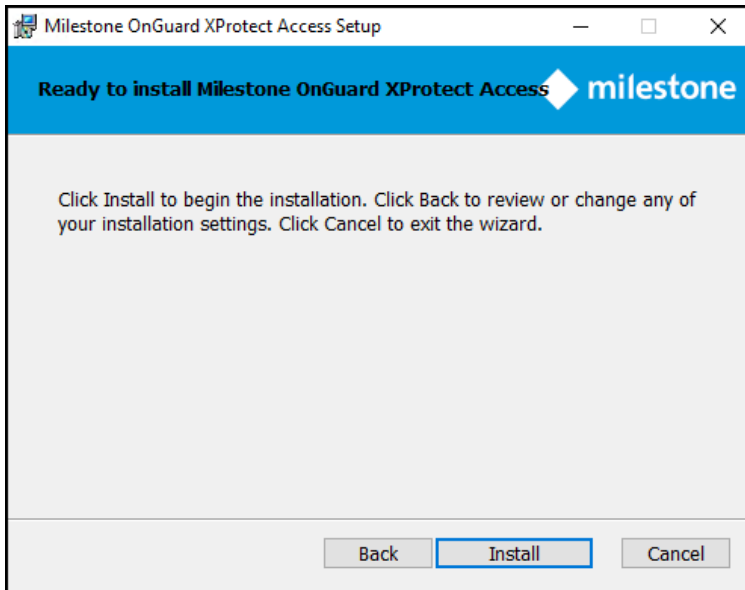 Milestone OnGuard XProtect Access Setup
Ready to install Milestone OnGuard XProtect Access
milestone
Click Install to begin the installation. Click Back to review or change any of
your installation settings. Click Cancel to exit the wizard.
Back Install Cancel